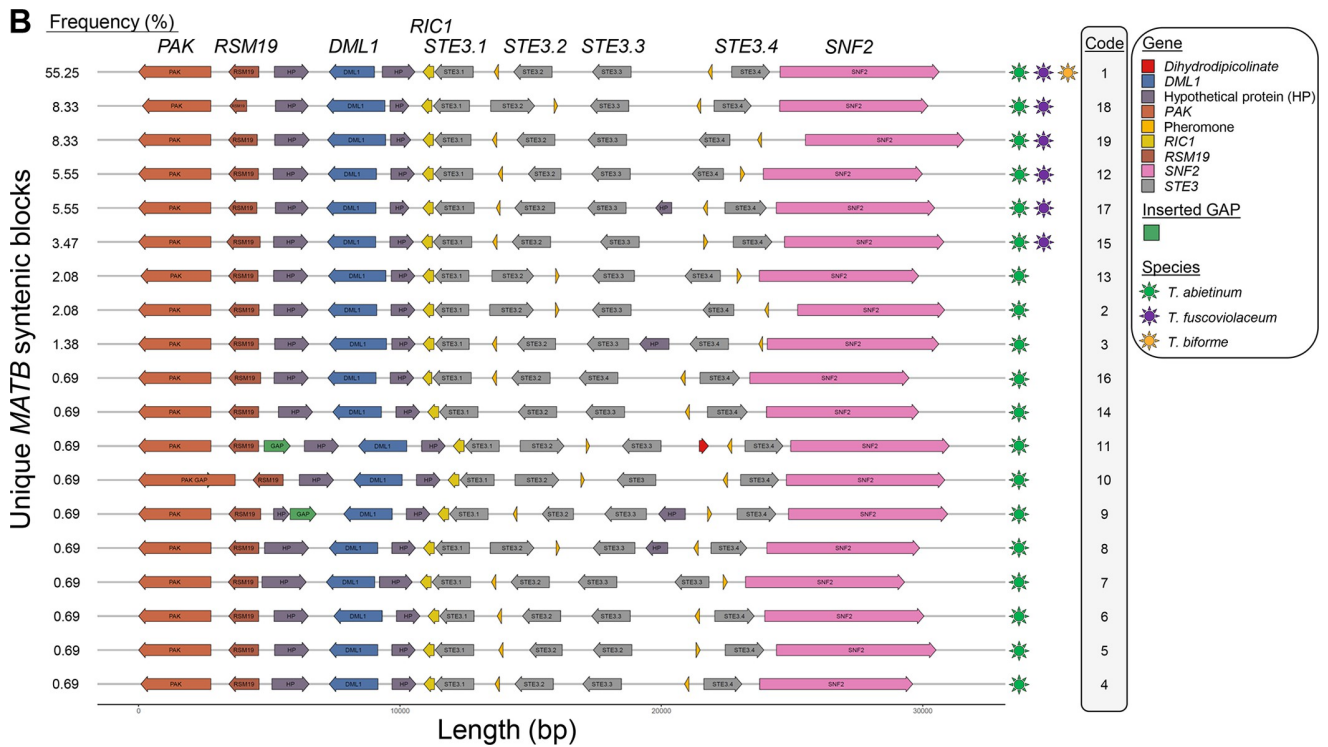 B
Frequency (%)
RIC1
PAK RSM19 DML1 STE3.1 STE3.2 STE3.3 STE3.4 SNF2
Unique MATB syntenic blocks
55.25 PAK RSM19 HP DML1 HP STE3.1 STE3.2 STE3.3 STE3.4 SNF2 1
8.33 PAK HP DML1 HP STE3.1 STE3.2 STE3.3 STE3.4 SNF2 18
8.33 PAK RSM19 HP DML1 HP STE3.1 STE3.2 STE3.3 STE3.4 SNF2 19
5.55 PAK RSM19 HP DML1 HP STE3.1 STE3.2 STE3.3 STE3.4 SNF2 12
5.55 PAK RSM19 HP DML1 HP STE3.1 STE3.2 STE3.3 HP STE3.4 SNF2 17
3.47 PAK RSM19 HP DML1 HP STE3.1 STE3.2 STE3.3 STE3.4 SNF2 15
2.08 PAK RSM19 HP DML1 HP STE3.1 STE3.2 STE3.3 STE3.4 SNF2 13
2.08 PAK RSM19 HP DML1 HP STE3.1 STE3.2 STE3.3 STE3.4 SNF2 2
1.38 PAK RSM19 HP DML1 HP STE3.1 STE3.2 STE3.3 HP STE3.4 SNF2 3
0.69 PAK RSM19 HP DML1 HP STE3.1 STE3.2 STE3.4 STE3.4 SNF2 16
0.69 PAK RSM19 HP DML1 HP STE3.1 STE3.2 STE3.3 STE3.4 SNF2 14
0.69 PAK RSM19 GAP HP DML1 HP STE3.1 STE3.2 STE3.3 STE3.4 SNF2 11
0.69 PAK GAP RSM19 HP DML1 HP STE3.1 STE3.2 STE3 STE3.4 SNF2 10
0.69 PAK RSM19 HP GAP DML1 HP STE3.1 STE3.2 STE3.3 HP STE3.4 SNF2 9
0.69 PAK RSM19 HP DML1 HP STE3.1 STE3.2 STE3.3 HP STE3.4 SNF2 8
0.69 PAK RSM19 HP DML1 HP STE3.1 STE3.2 STE3.3 STE3.4 SNF2 7
0.69 PAK RSM19 HP DML1 HP STE3.1 STE3.2 STE3.3 STE3.4 SNF2 6
0.69 PAK RSM19 HP DML1 HP STE3.1 STE3.2 STE3.2 STE3.4 SNF2 5
0.69 PAK RSM19 HP DML1 HP STE3.1 STE3.2 STE3.3 STE3.4 SNF2 4
0 10000 20000 30000
Length (bp)
Code
Gene
Dihydrodipicolinate
DML1
Hypothetical protein (HP)
PAK
Pheromone
RIC1
RSM19
SNF2
STE3
Inserted GAP
Species
T. abietinum
T. fuscoviolaceum
T. biforme